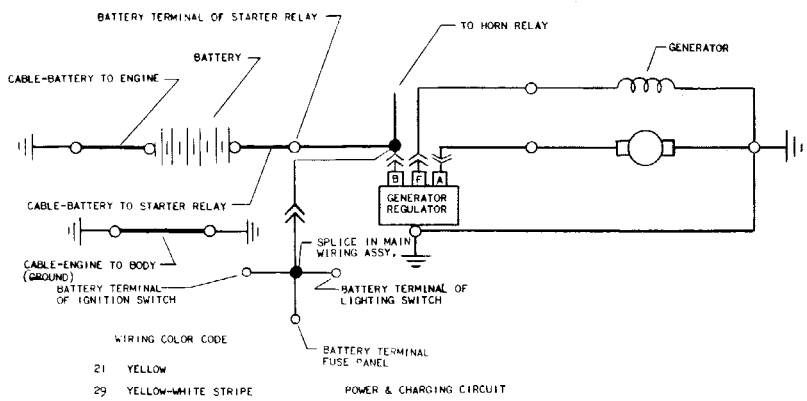 BATTERY TERMINAL OF STARTER RELAY
TO HORN RELAY
GENERATOR
BATTERY
CABLE-BATTERY TO ENGINE
B
F
A
GENERATOR
REGULATOR
CABLE-BATTERY TO STARTER RELAY
SPLICE IN MAIN
WIRING ASSY.
CABLE-ENGINE TO BODY
(GROUND)
BATTERY TERMINAL
OF IGNITION SWITCH
BATTERY TERMINAL OF
LIGHTING SWITCH
WIRING COLOR CODE
BATTERY TERMINAL
FUSE PANEL
21 YELLOW
29 YELLOW-WHITE STRIPE
POWER & CHARGING CIRCUIT